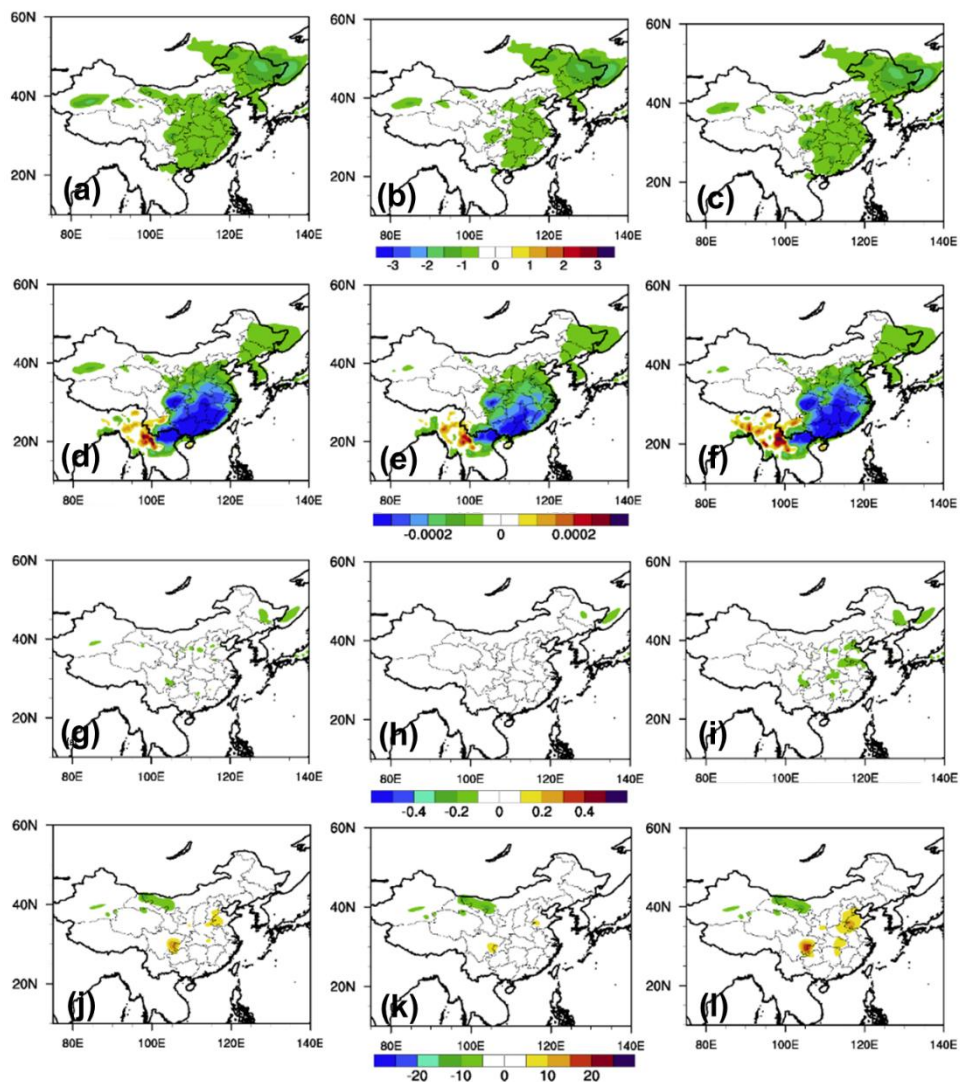 60N 60N 60N
40N 40N 40N
20N 20N 20N
(a) (b) (c)
80E 100E 120E 140E 80E 100E 120E 140E 80E 100E 120E 140E
-3 -2 -1 0 1 2 3
60N 60N 60N
40N 40N 40N
20N 20N 20N
(d) (e) (f)
80E 100E 120E 140E 80E 100E 120E 140E 80E 100E 120E 140E
-0.0002 0 0.0002
60N 60N 60N
40N 40N 40N
20N 20N 20N
(g) (h) (i)
80E 100E 120E 140E 80E 100E 120E 140E 80E 100E 120E 140E
-0.4 -0.2 0 0.2 0.4
60N 60N 60N
40N 40N 40N
20N 20N 20N
(j) (k) (l)
80E 100E 120E 140E 80E 100E 120E 140E 80E 100E 120E 140E
-20 -10 0 10 20